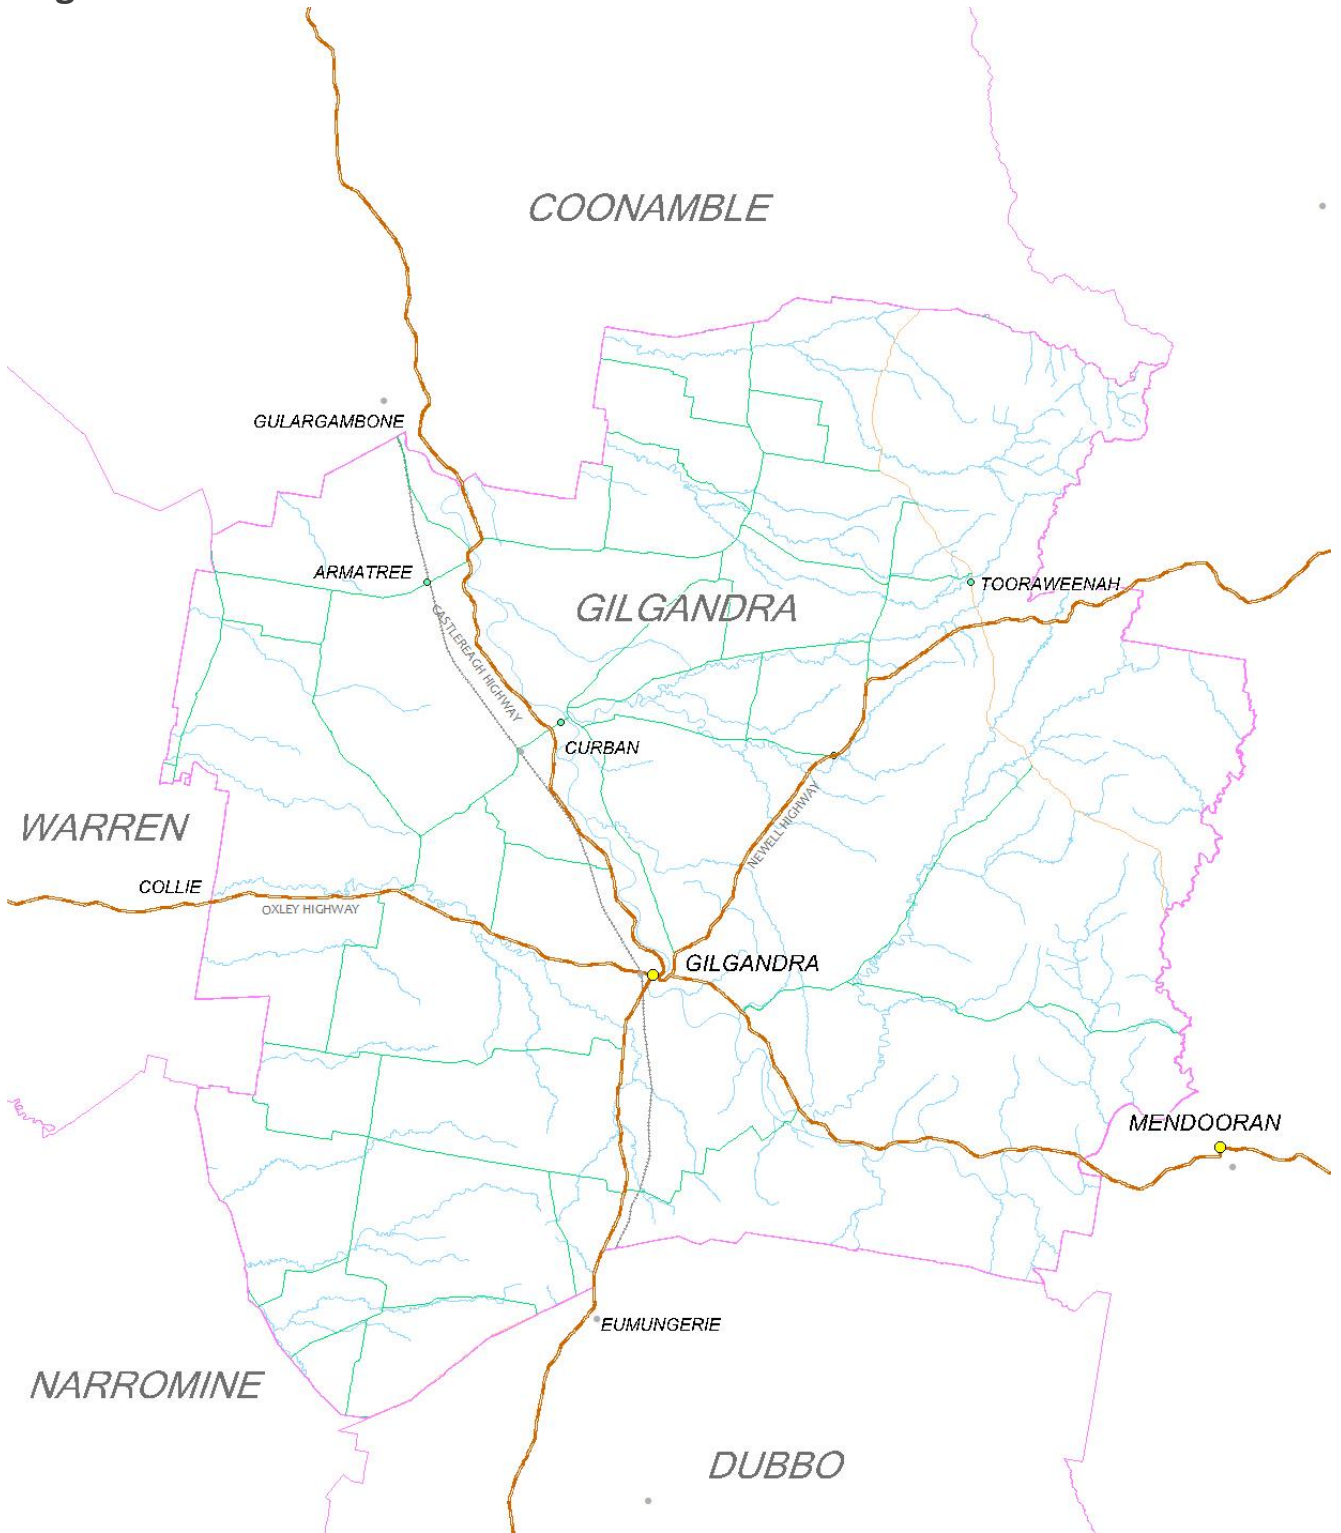 COONAMBLE
GULARGAMBONE
ARMATREE
TOORAWEENAH
GILGANDRA
CASTLEREAGH HIGHWAY
CURBAN
NEWELL HIGHWAY
WARREN
COLLIE
OXLEY HIGHWAY
GILGANDRA
MENDOORAN
EUMUNGERIE
NARROMINE
DUBBO